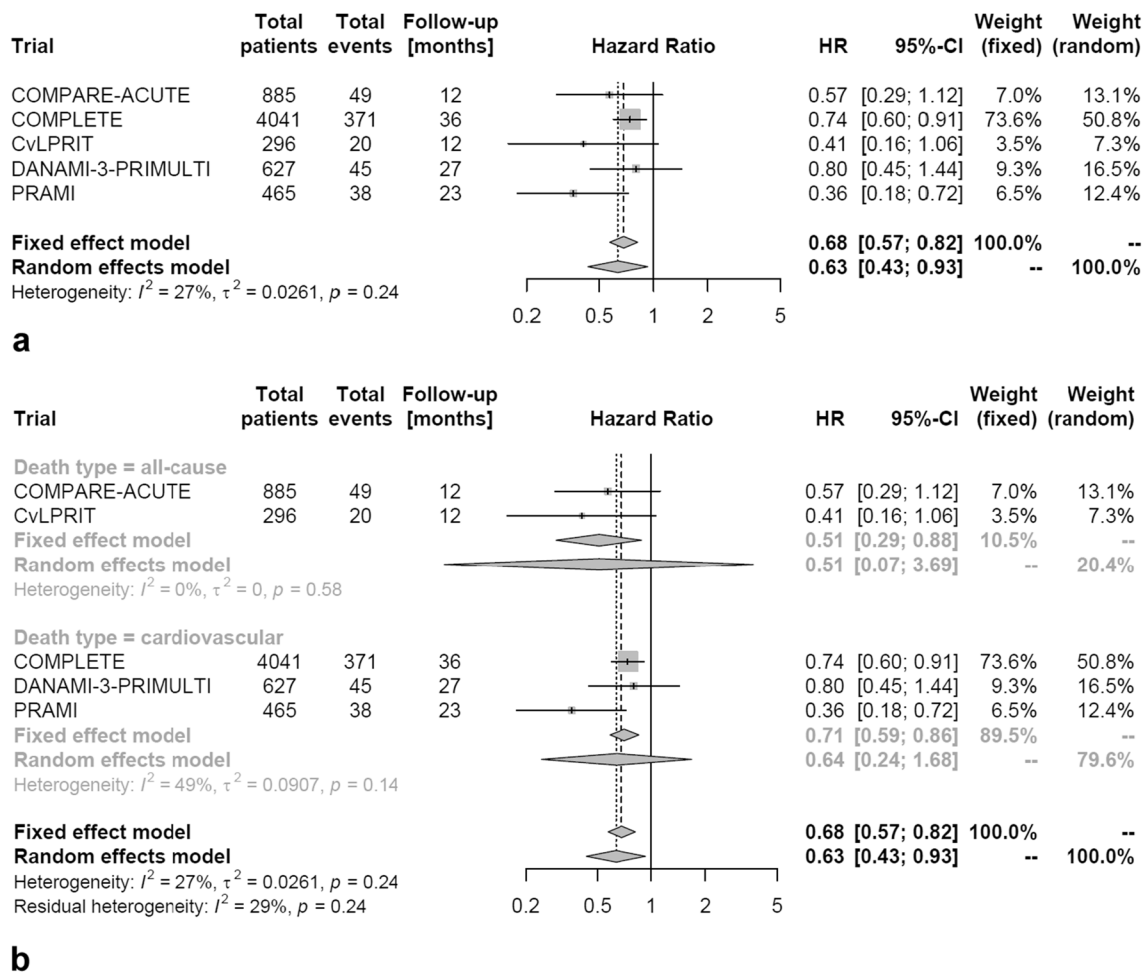 Total Total Follow-up Weight Weight
Trial patients events [months] Hazard Ratio HR 95%-CI (fixed) (random)
COMPARE-ACUTE 885 49 12 0.57 [0.29; 1.12] 7.0% 13.1%
COMPLETE 4041 371 36 0.74 [0.60; 0.91] 73.6% 50.8%
CvLPRIT 296 20 12 0.41 [0.16; 1.06] 3.5% 7.3%
DANAMI-3-PRIMULTI 627 45 27 0.80 [0.45; 1.44] 9.3% 16.5%
PRAMI 465 38 23 0.36 [0.18; 0.72] 6.5% 12.4%
Fixed effect model 0.68 [0.57; 0.82] 100.0% --
Random effects model 0.63 [0.43; 0.93] -- 100.0%
Heterogeneity: I² = 27%, τ² = 0.0261, p = 0.24
0.2 0.5 1 2 5
a
Total Total Follow-up Weight Weight
Trial patients events [months] Hazard Ratio HR 95%-CI (fixed) (random)
Death type = all-cause
COMPARE-ACUTE 885 49 12 0.57 [0.29; 1.12] 7.0% 13.1%
CvLPRIT 296 20 12 0.41 [0.16; 1.06] 3.5% 7.3%
Fixed effect model 0.51 [0.29; 0.88] 10.5% --
Random effects model 0.51 [0.07; 3.69] -- 20.4%
Heterogeneity: I² = 0%, τ² = 0, p = 0.58
Death type = cardiovascular
COMPLETE 4041 371 36 0.74 [0.60; 0.91] 73.6% 50.8%
DANAMI-3-PRIMULTI 627 45 27 0.80 [0.45; 1.44] 9.3% 16.5%
PRAMI 465 38 23 0.36 [0.18; 0.72] 6.5% 12.4%
Fixed effect model 0.71 [0.59; 0.86] 89.5% --
Random effects model 0.64 [0.24; 1.68] -- 79.6%
Heterogeneity: I² = 49%, τ² = 0.0907, p = 0.14
Fixed effect model 0.68 [0.57; 0.82] 100.0% --
Random effects model 0.63 [0.43; 0.93] -- 100.0%
Heterogeneity: I² = 27%, τ² = 0.0261, p = 0.24
Residual heterogeneity: I² = 29%, p = 0.24
0.2 0.5 1 2 5
b